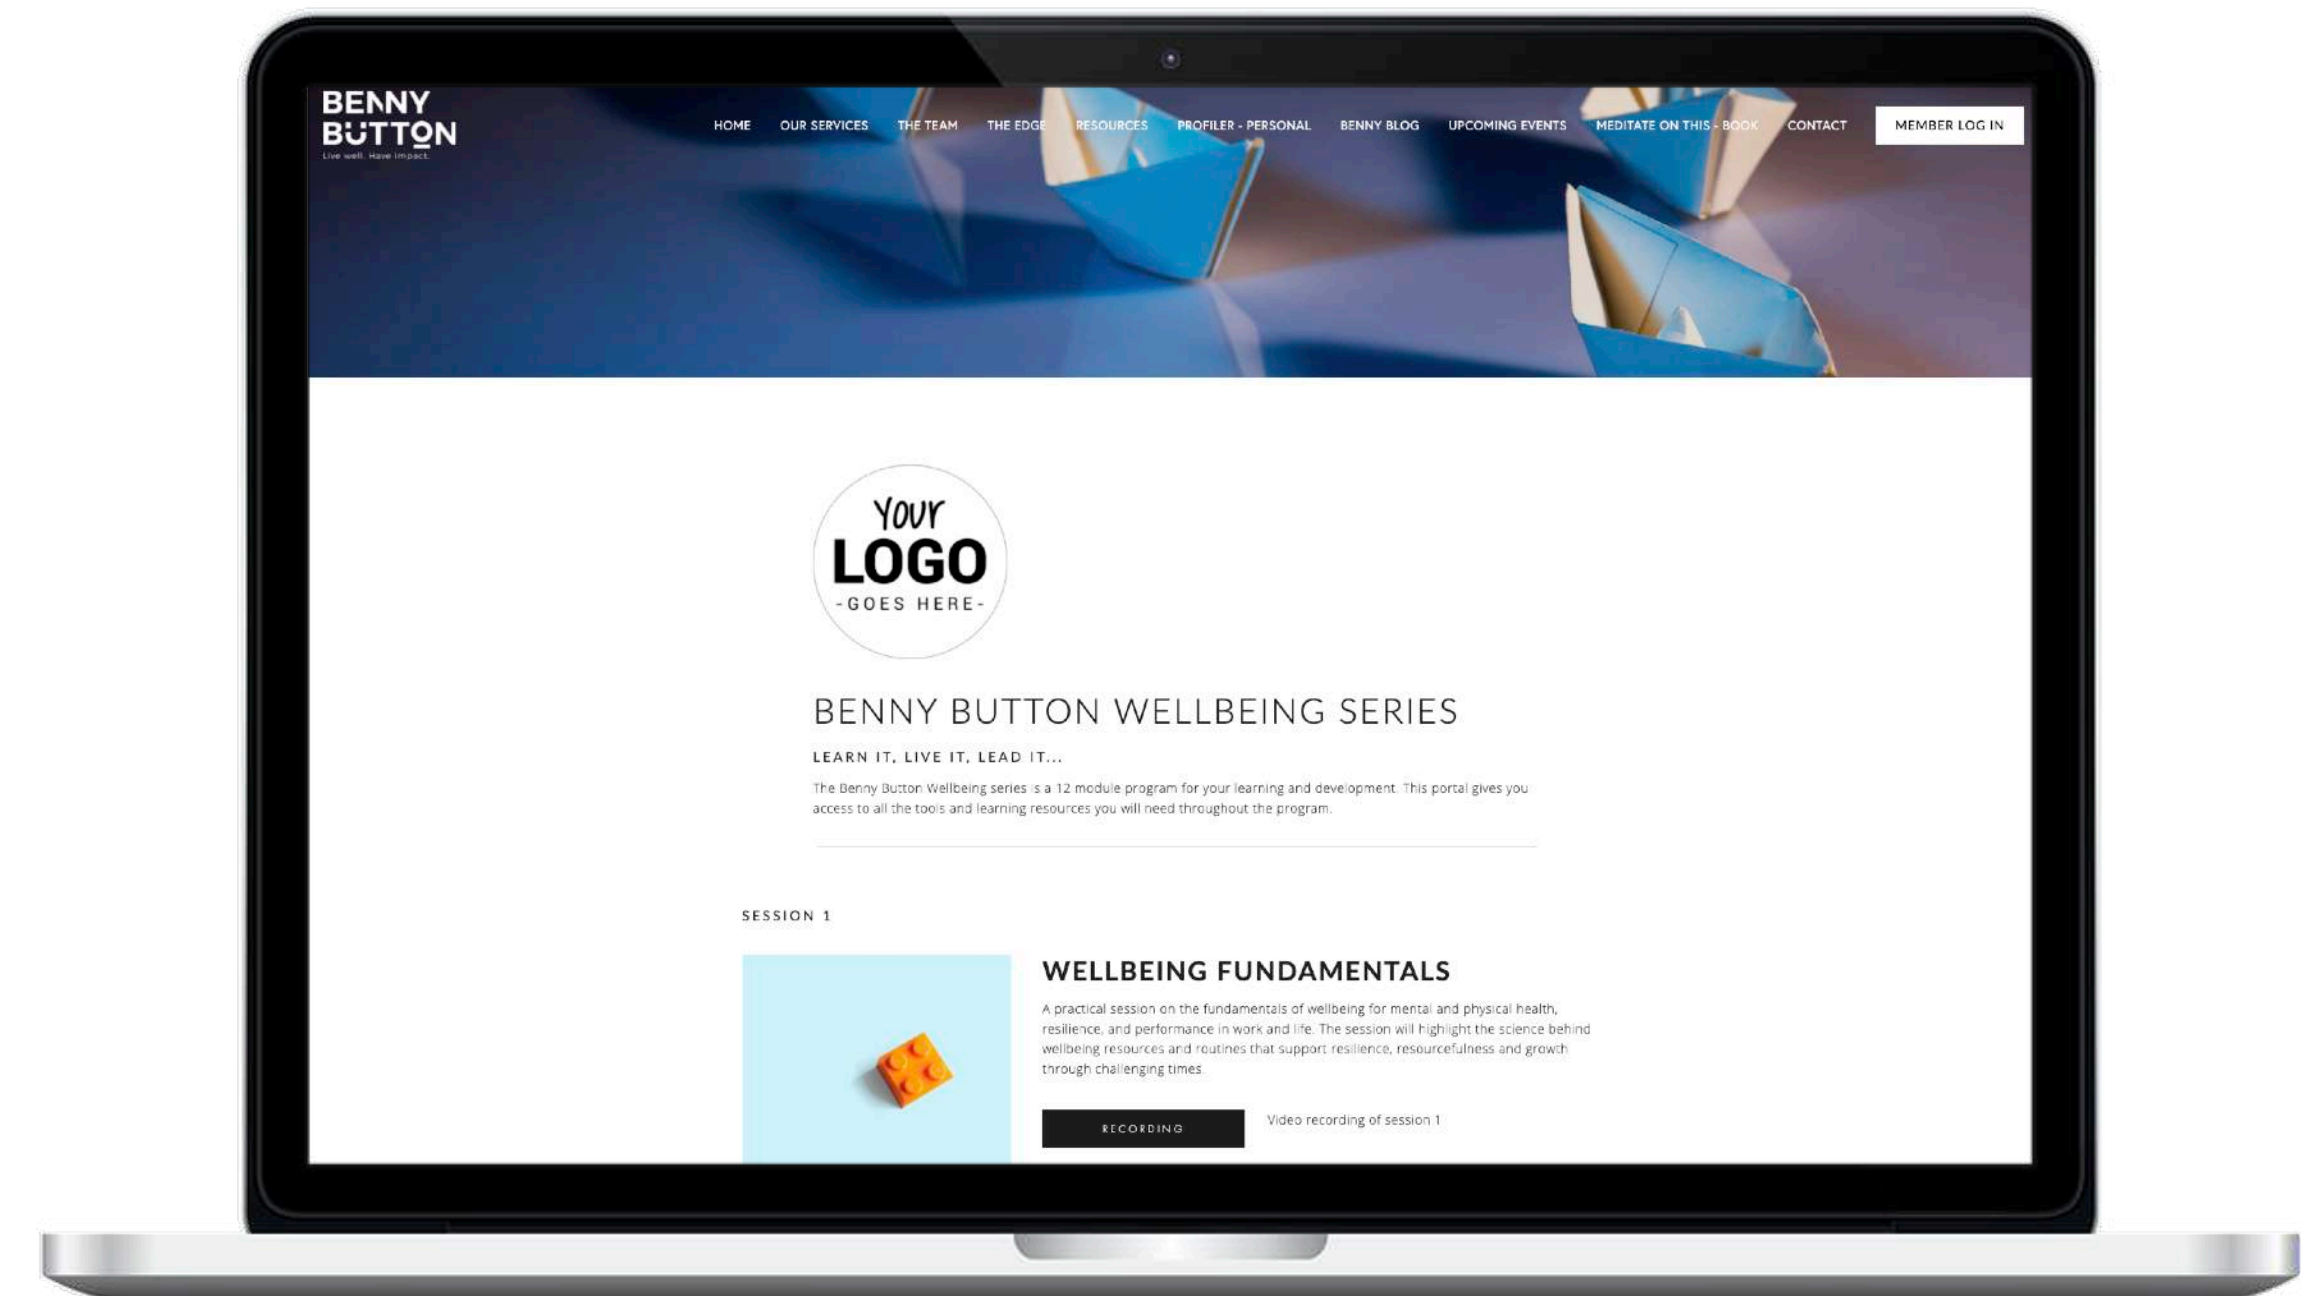 BENNY
BUTTON
Live well. Have impact.
HOME OUR SERVICES THE TEAM THE EDGE RESOURCES PROFILER - PERSONAL BENNY BLOG UPCOMING EVENTS MEDITATE ON THIS - BOOK CONTACT MEMBER LOG IN
Your
LOGO
-GOES HERE-
BENNY BUTTON WELLBEING SERIES
LEARN IT, LIVE IT, LEAD IT...
The Benny Button Wellbeing series is a 12 module program for your learning and development. This portal gives you
access to all the tools and learning resources you will need throughout the program.
SESSION 1
WELLBEING FUNDAMENTALS
A practical session on the fundamentals of wellbeing for mental and physical health,
resilience, and performance in work and life. The session will highlight the science behind
wellbeing resources and routines that support resilience, resourcefulness and growth
through challenging times.
RECORDING Video recording of session 1